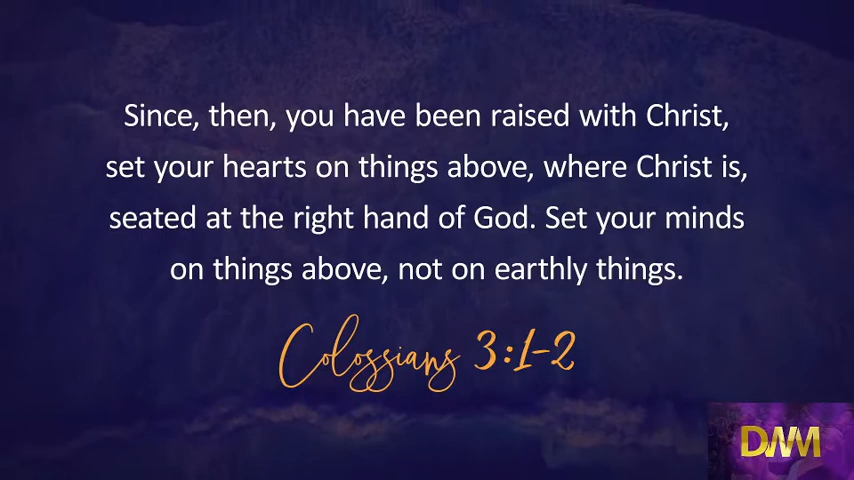 Since, then, you have been raised with Christ,
set your hearts on things above, where Christ is,
seated at the right hand of God. Set your minds
on things above, not on earthly things.
Colossians 3:1-2
DWM